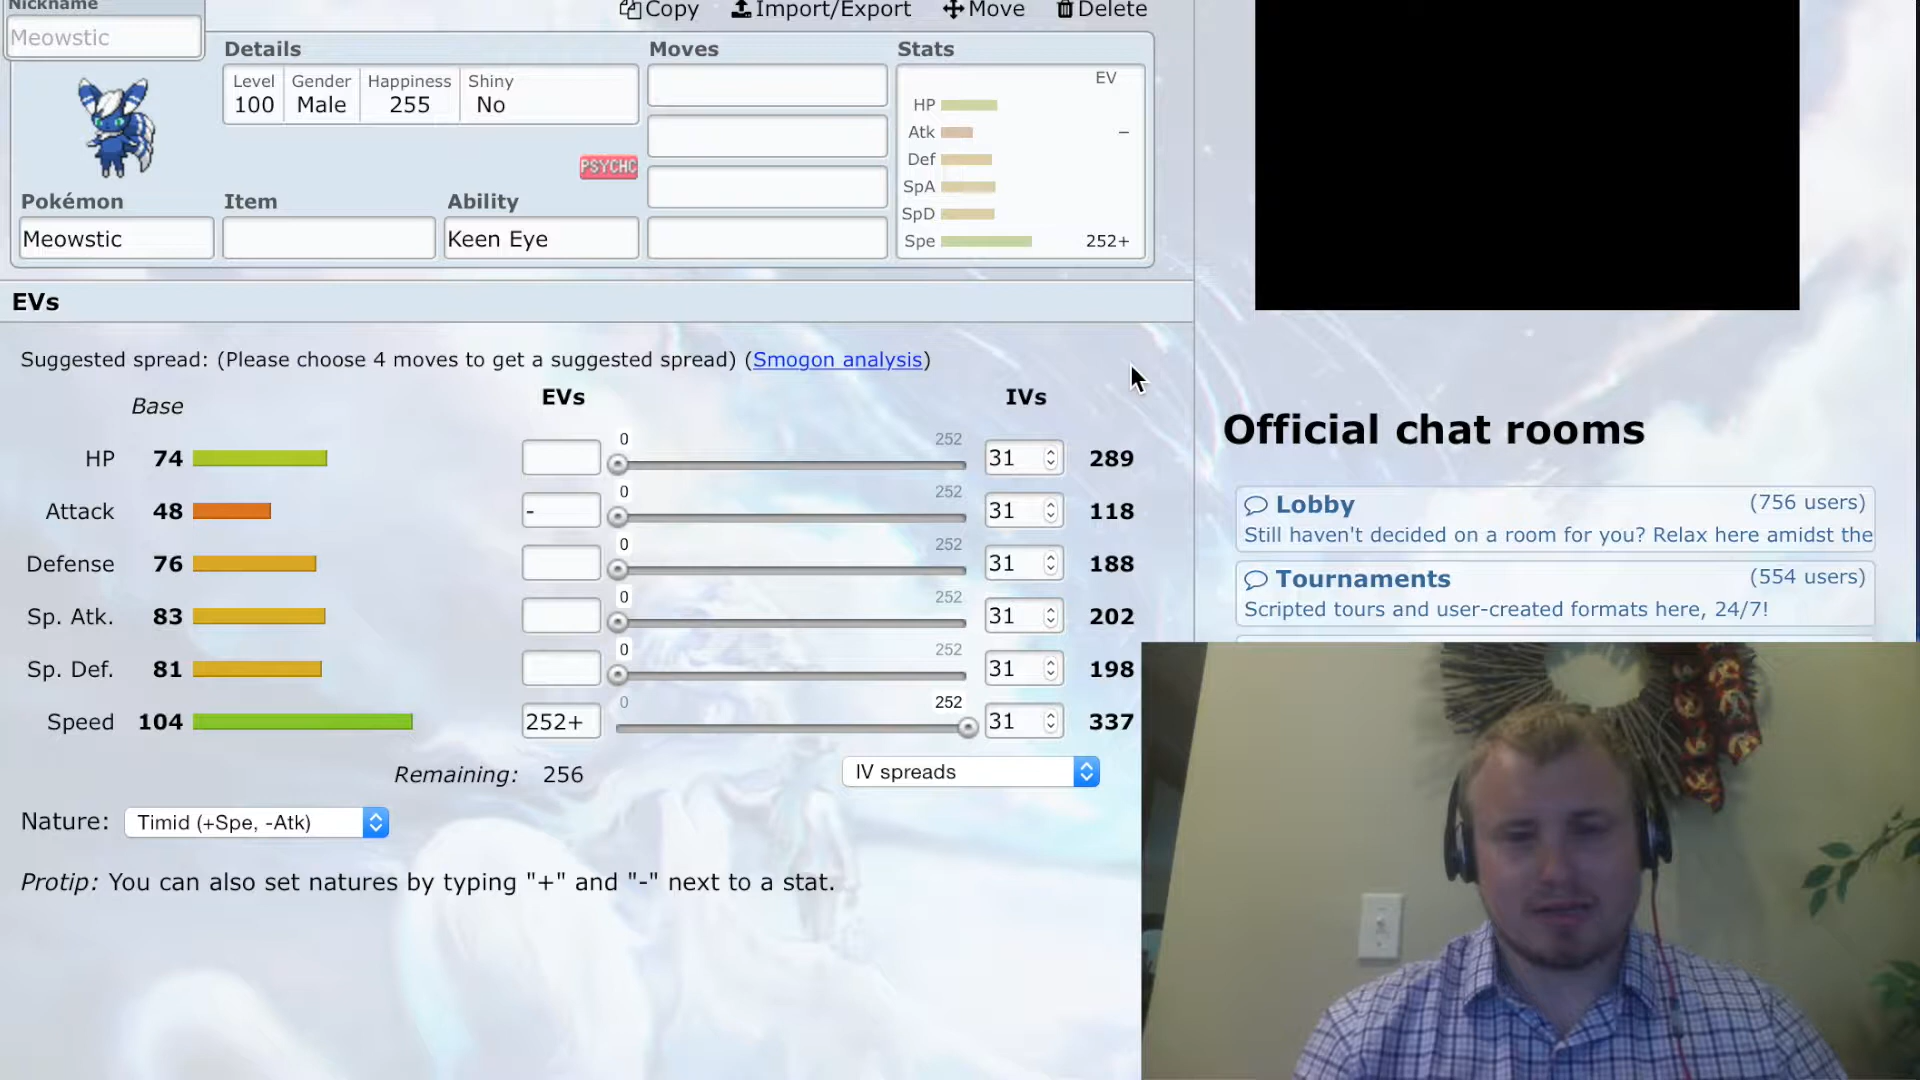 Nickname
Meowstic
Copy Import/Export Move Delete
Details
Level
100
Gender
Male
Happiness
255
Shiny
No
PSYCHC
Pokémon
Meowstic
Item
Ability
Keen Eye
Moves
Stats
EV
HP
Atk –
Def
SpA
SpD
Spe 252+
EVs
Suggested spread: (Please choose 4 moves to get a suggested spread) (Smogon analysis)
Base EVs IVs
0 252
HP 74 31 289
0 252
Attack 48 - 31 118
0 252
Defense 76 31 188
0 252
Sp. Atk. 83 31 202
0 252
Sp. Def. 81 31 198
0 252
Speed 104 252+ 31 337
Remaining: 256
IV spreads
Nature: Timid (+Spe, -Atk)
Protip: You can also set natures by typing "+" and "-" next to a stat.
Official chat rooms
Lobby (756 users)
Still haven't decided on a room for you? Relax here amidst the
Tournaments (554 users)
Scripted tours and user-created formats here, 24/7!